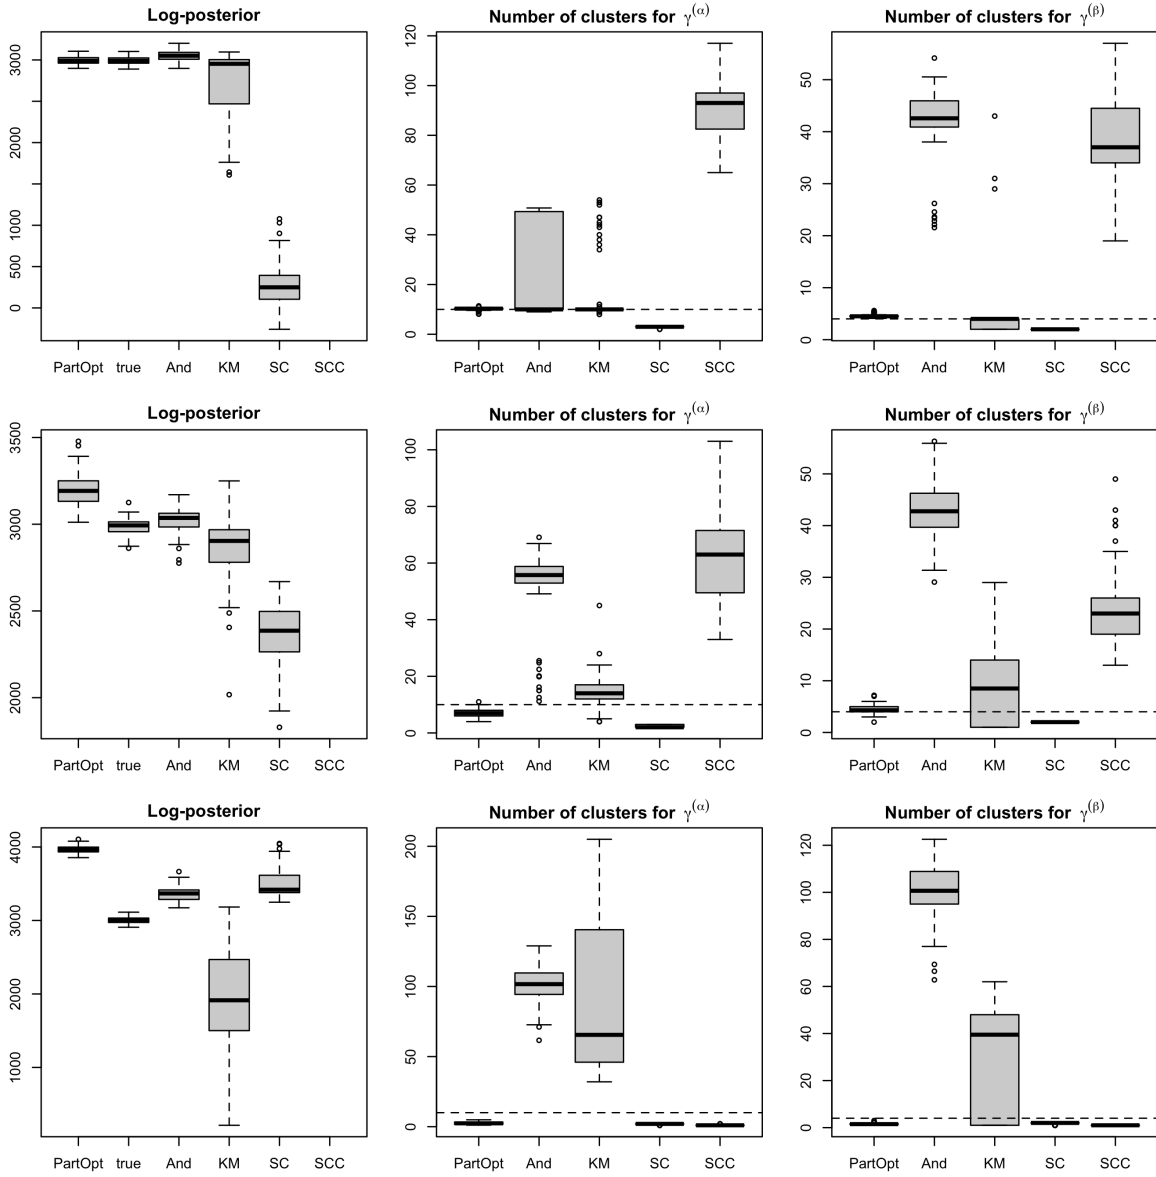 Log-posterior
Number of clusters for γ^(α)
Number of clusters for γ^(β)
3000
2000
1000
500
0
PartOpt true And KM SC SCC
120
100
80
60
40
20
0
PartOpt And KM SC SCC
50
40
30
20
10
0
PartOpt And KM SC SCC
Log-posterior
Number of clusters for γ^(α)
Number of clusters for γ^(β)
3500
3000
2500
2000
PartOpt true And KM SC SCC
100
80
60
40
20
0
PartOpt And KM SC SCC
50
40
30
20
10
0
PartOpt And KM SC SCC
Log-posterior
Number of clusters for γ^(α)
Number of clusters for γ^(β)
4000
3000
2000
1000
PartOpt true And KM SC SCC
200
150
100
50
0
PartOpt And KM SC SCC
120
100
80
60
40
20
0
PartOpt And KM SC SCC